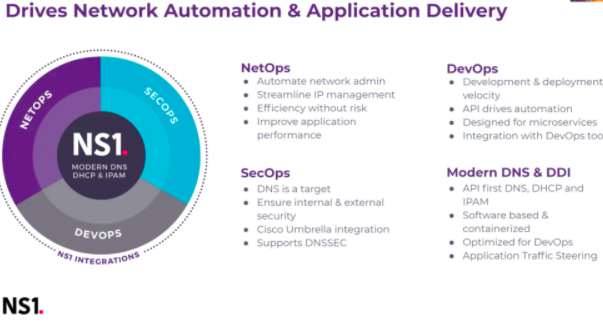 Drives Network Automation & Application Delivery
NETOPS
SECOPS
NS1.
MODERN DNS
DHCP & IPAM
DEVOPS
NS1 INTEGRATIONS
NetOps
• Automate network admin
• Streamline IP management
• Efficiency without risk
• Improve application
performance
SecOps
• DNS is a target
• Ensure internal & external
security
• Cisco Umbrella integration
• Supports DNSSEC
DevOps
• Development & deployment
velocity
• API drives automation
• Designed for microservices
• Integration with DevOps too
Modern DNS & DDI
• API first DNS, DHCP and
IPAM
• Software based &
containerized
• Optimized for DevOps
• Application Traffic Steering
NS1.